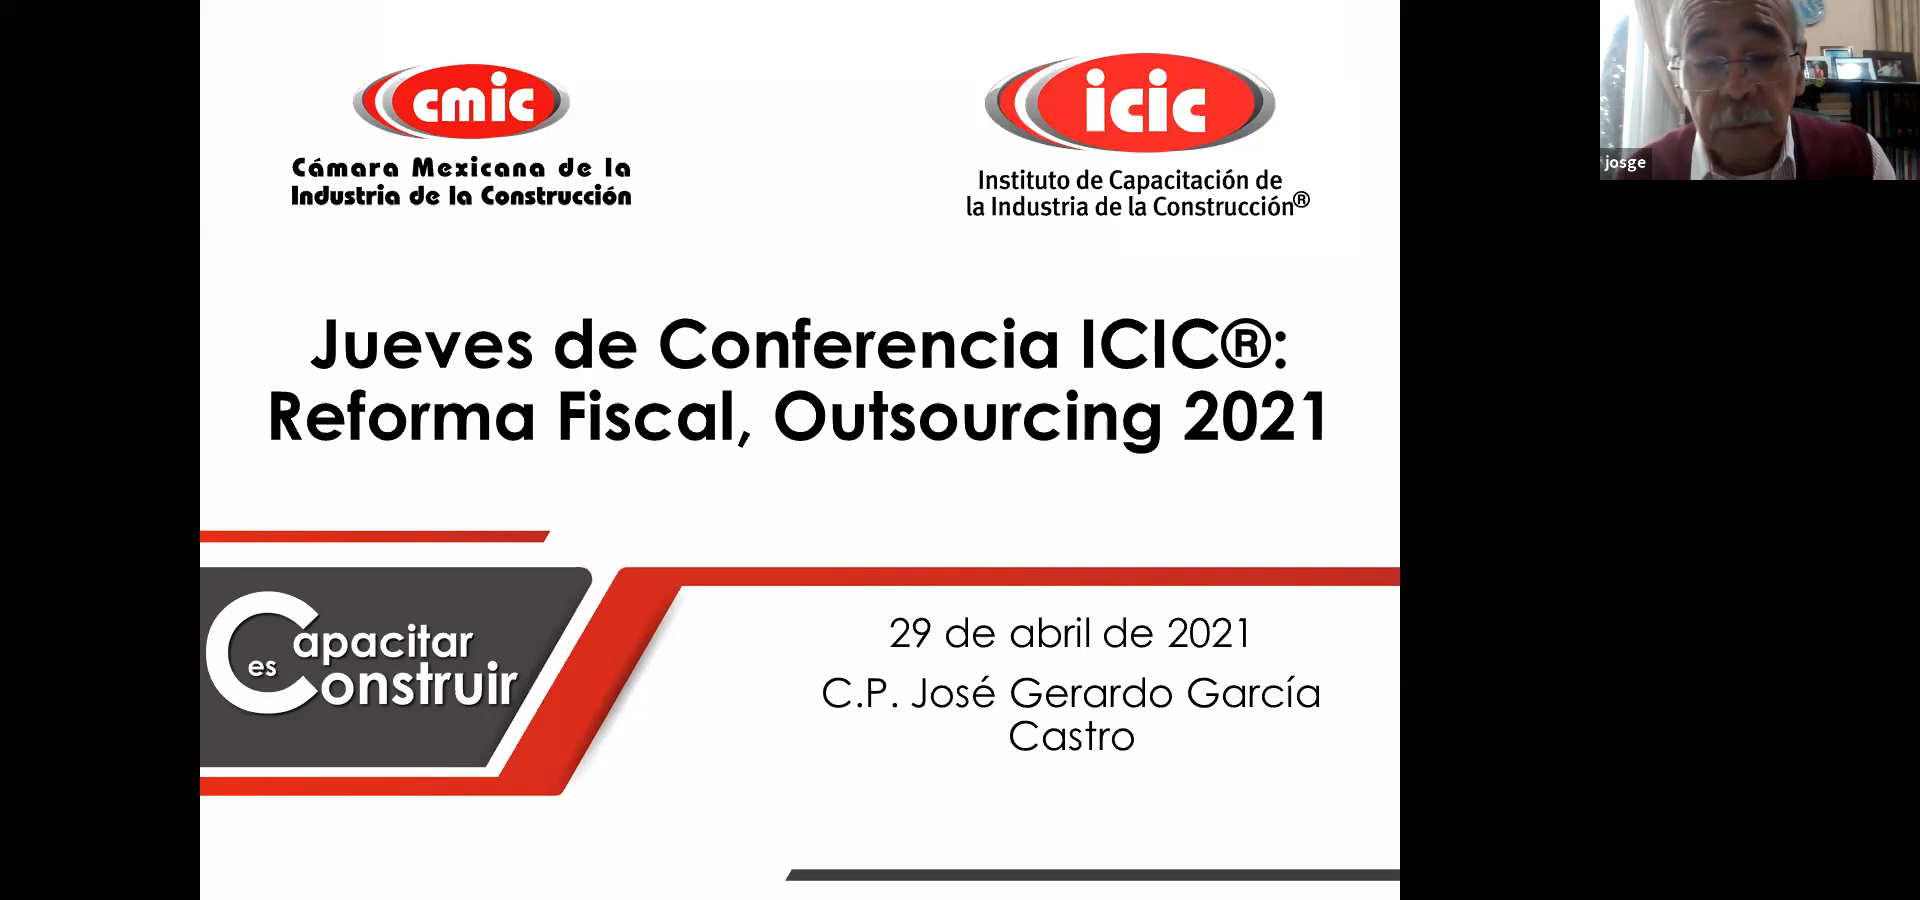 cmic
Cámara Mexicana de la
Industria de la Construcción
icic
Instituto de Capacitación de
la Industria de la Construcción®
josge
Jueves de Conferencia ICIC®:
Reforma Fiscal, Outsourcing 2021
Capacitar
es
Construir
29 de abril de 2021
C.P. José Gerardo García
Castro